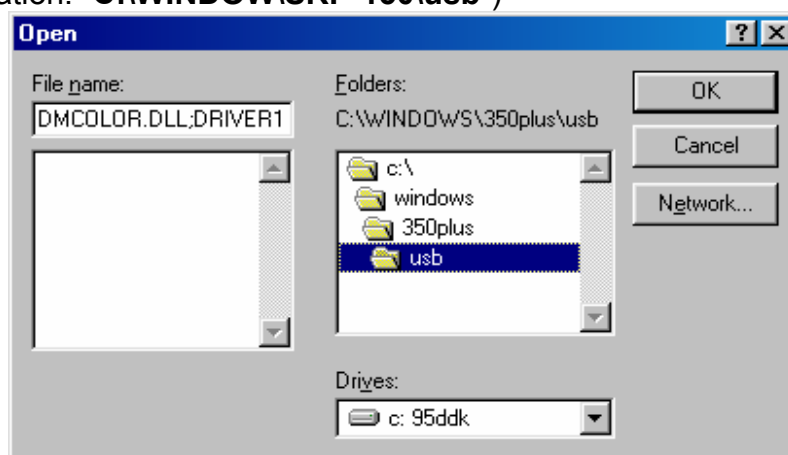 Open
File name:
DMCOLOR.DLL;DRIVER1
Folders:
C:\WINDOWS\350plus\usb
c:\
windows
350plus
usb
Drives:
c: 95ddk
OK
Cancel
Network...